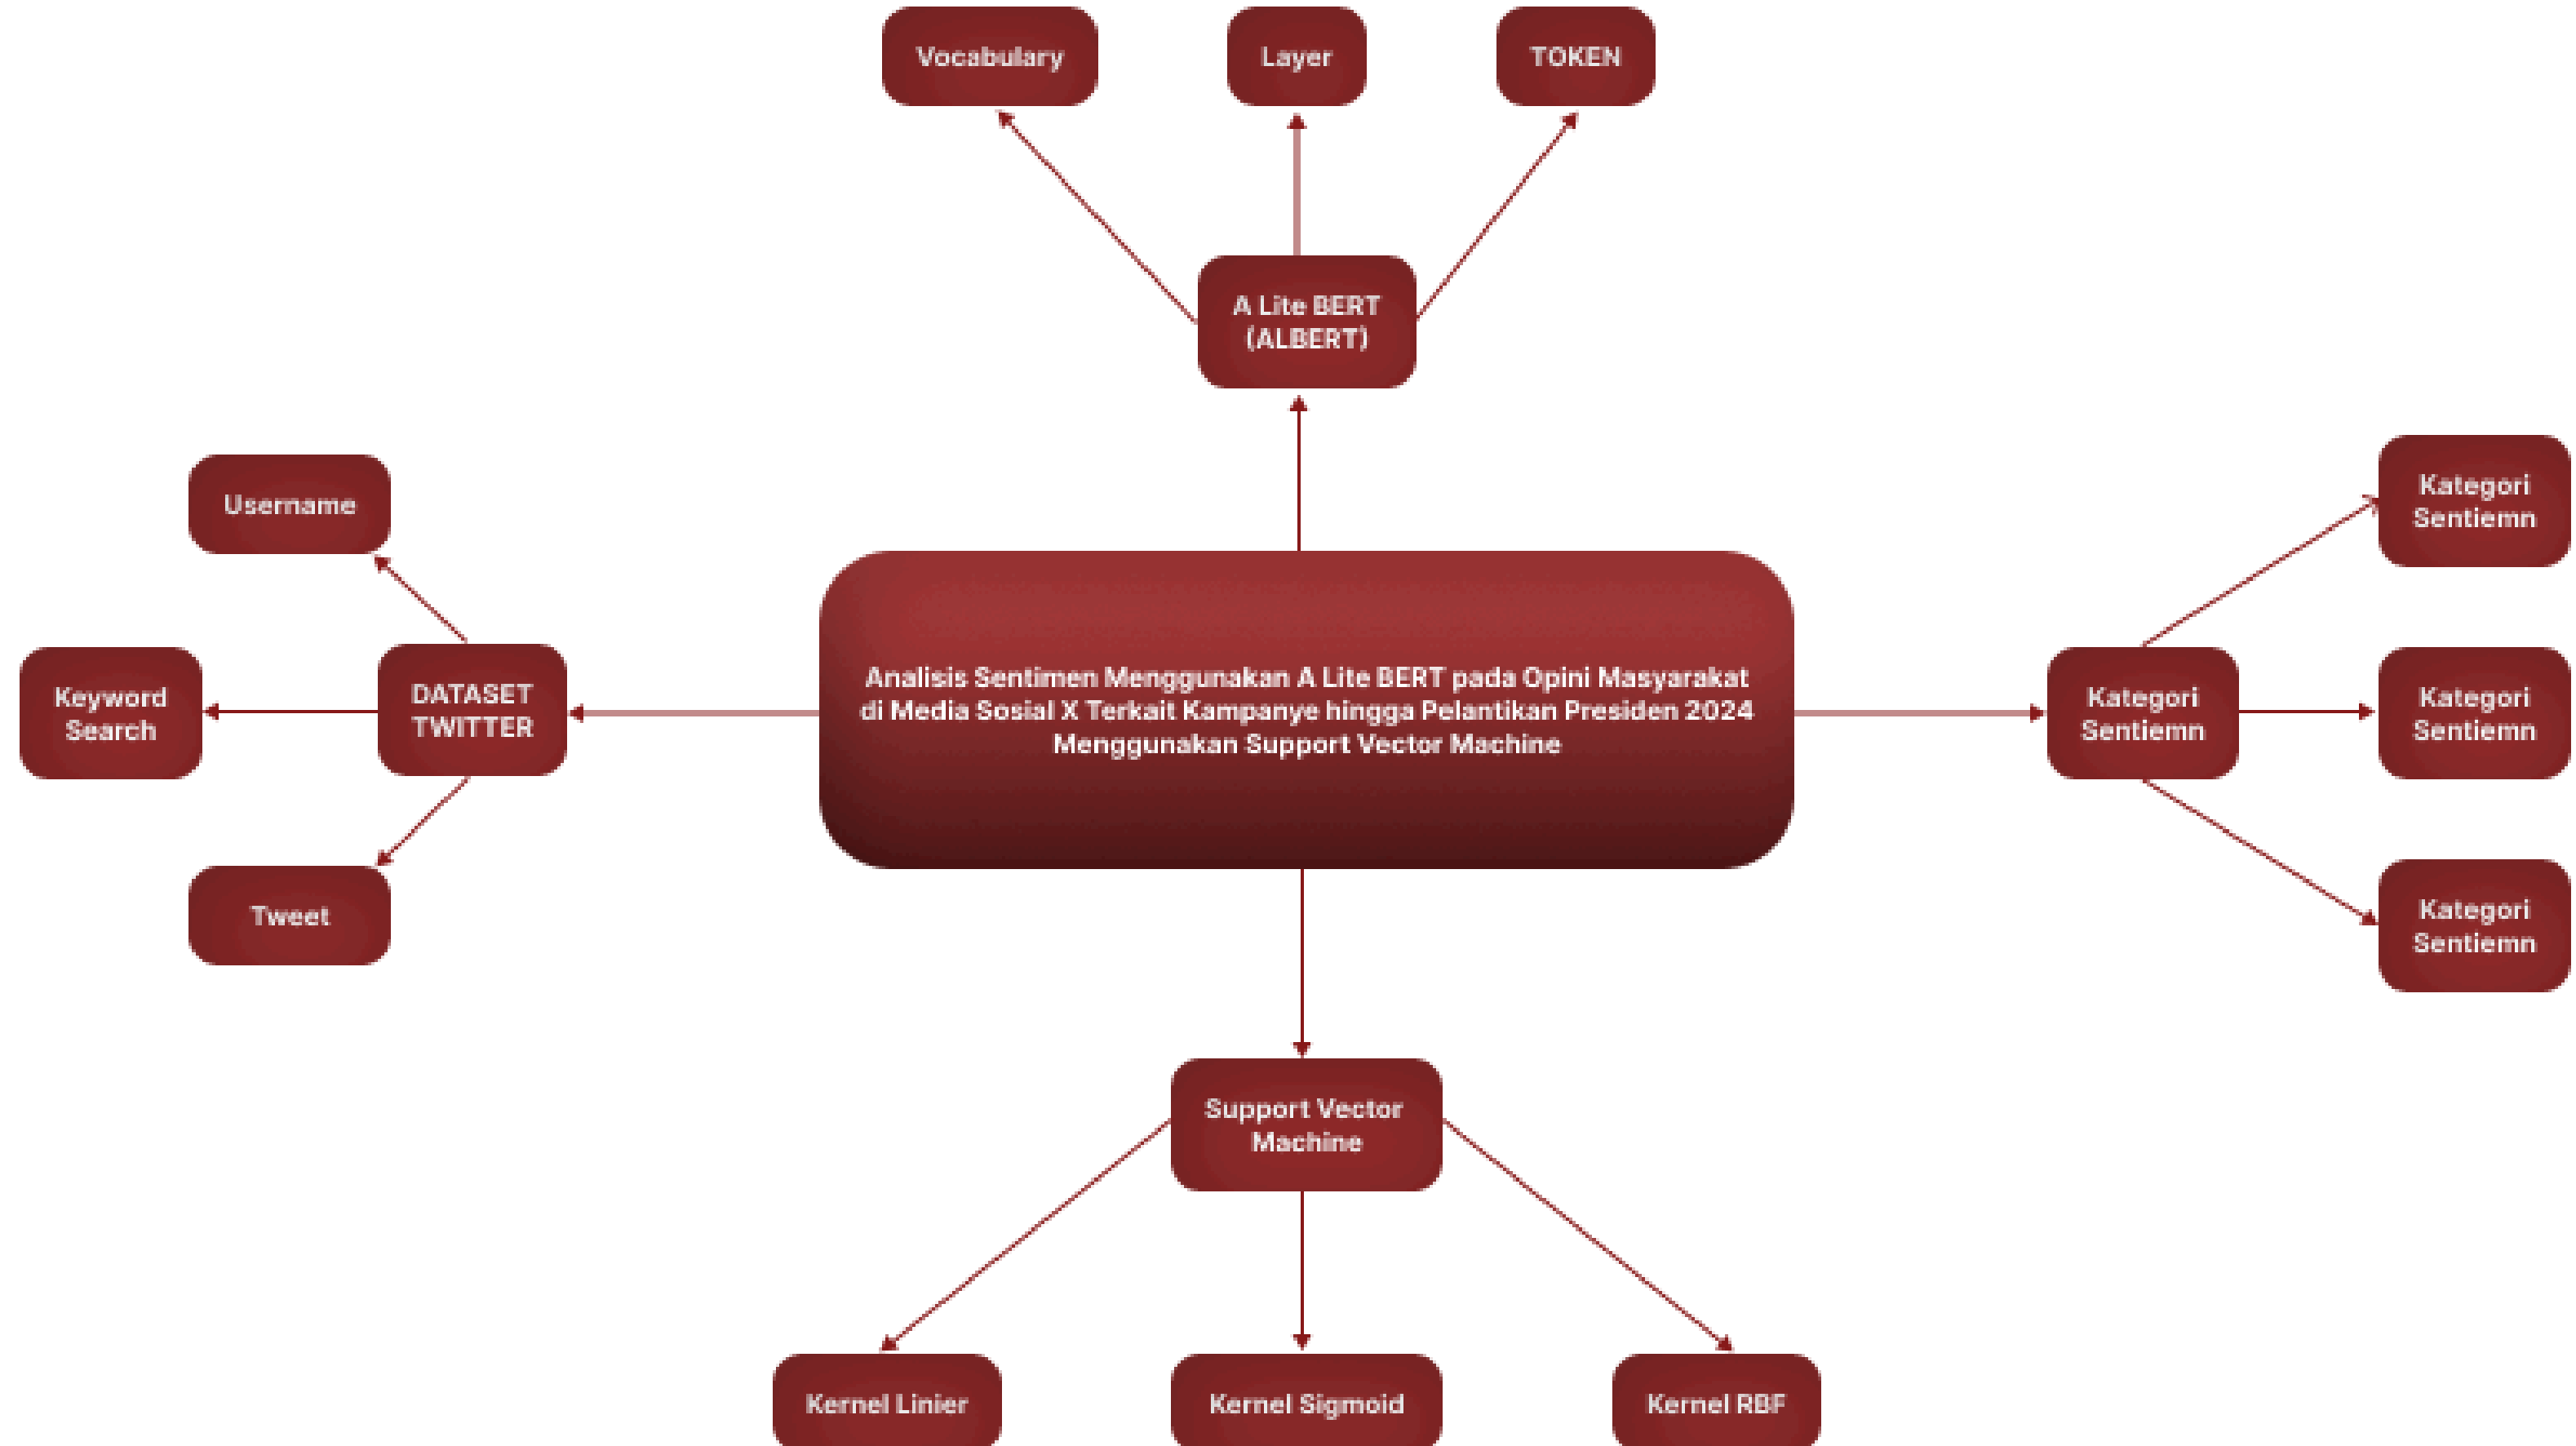 Vocabulary
Layer
TOKEN
A Lite BERT
(ALBERT)
Username
Keyword
Search
DATASET
TWITTER
Tweet
Analisis Sentimen Menggunakan A Lite BERT pada Opini Masyarakat
di Media Sosial X Terkait Kampanye hingga Pelantikan Presiden 2024
Menggunakan Support Vector Machine
Kategori
Sentiemn
Kategori
Sentiemn
Kategori
Sentiemn
Kategori
Sentiemn
Support Vector
Machine
Kernel Linier
Kernel Sigmoid
Kernel RBF